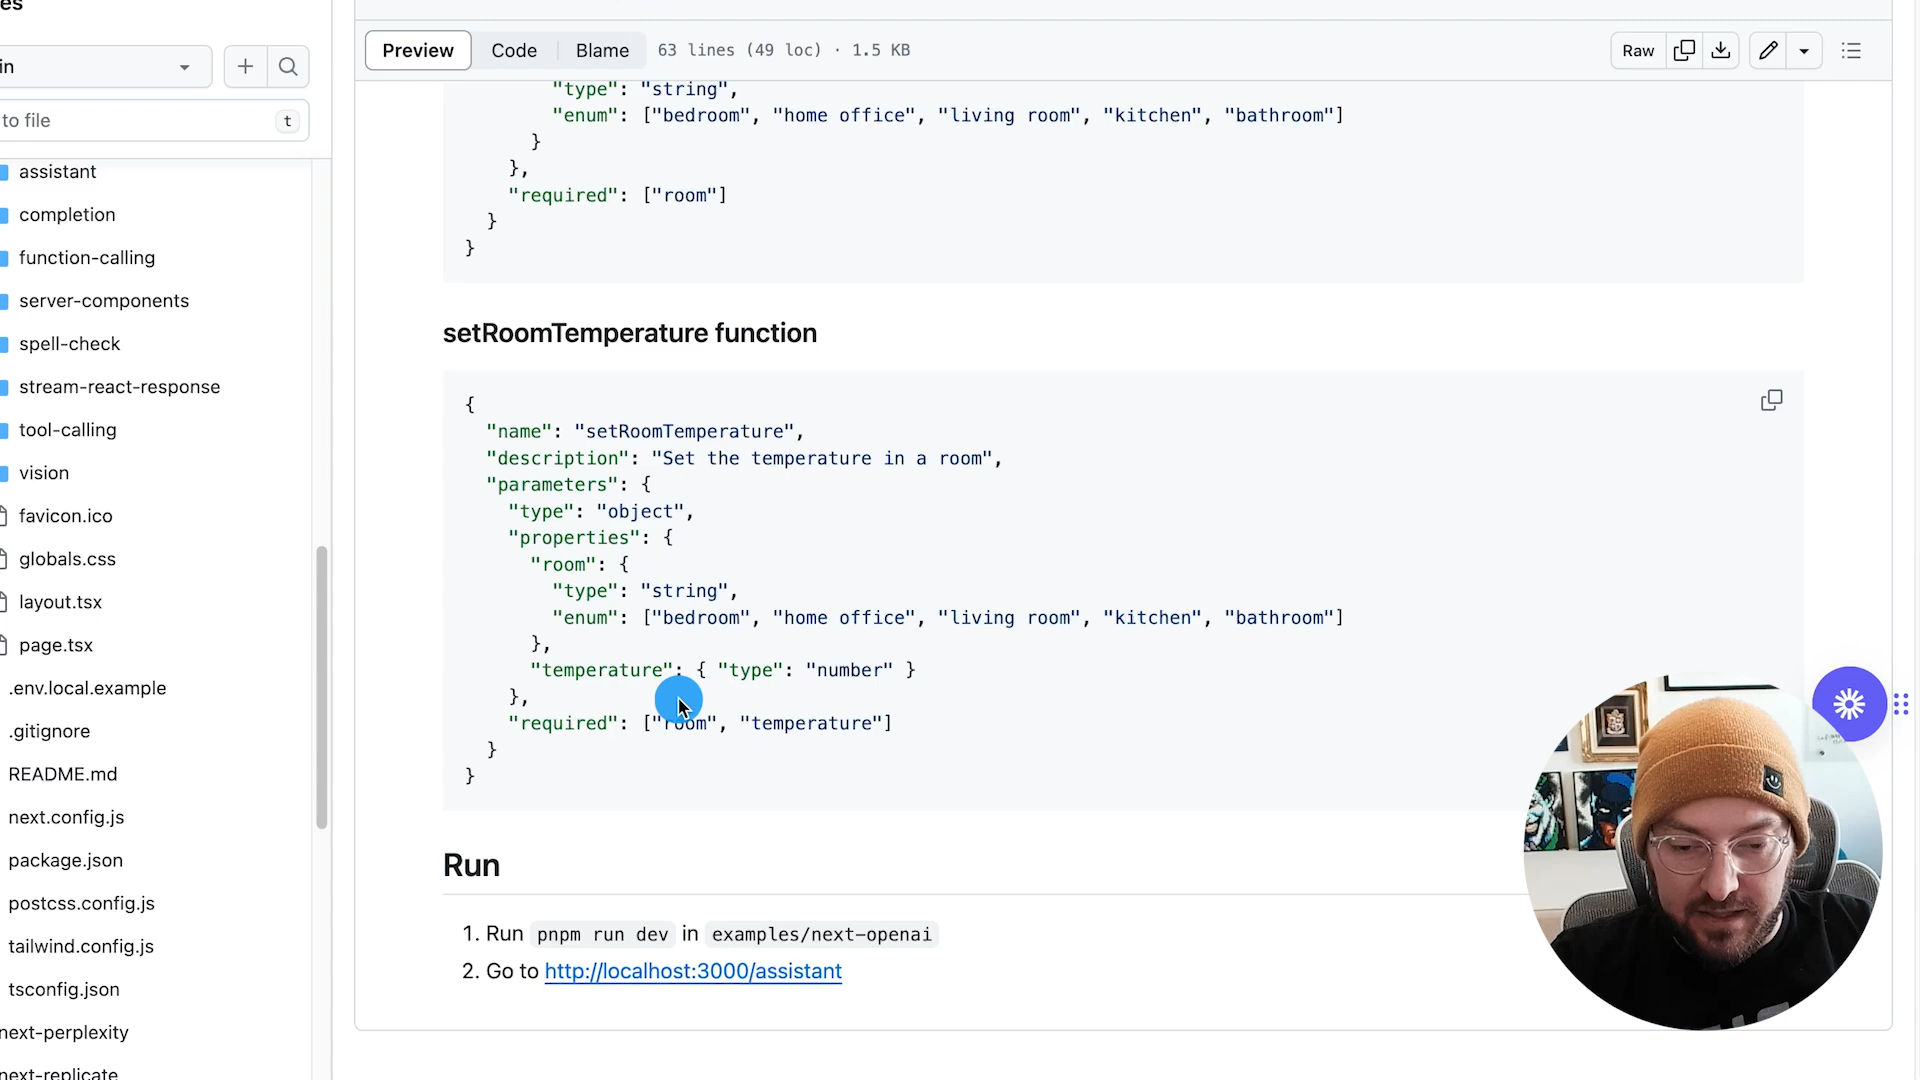 es
in
to file
t
assistant
completion
function-calling
server-components
spell-check
stream-react-response
tool-calling
vision
favicon.ico
globals.css
layout.tsx
page.tsx
.env.local.example
.gitignore
README.md
next.config.js
package.json
postcss.config.js
tailwind.config.js
tsconfig.json
next-perplexity
next-replicate
Preview Code Blame 63 lines (49 loc) · 1.5 KB Raw
"type": "string",
"enum": ["bedroom", "home office", "living room", "kitchen", "bathroom"]
}
},
"required": ["room"]
}
}
setRoomTemperature function
{
"name": "setRoomTemperature",
"description": "Set the temperature in a room",
"parameters": {
"type": "object",
"properties": {
"room": {
"type": "string",
"enum": ["bedroom", "home office", "living room", "kitchen", "bathroom"]
},
"temperature": { "type": "number" }
},
"required": ["room", "temperature"]
}
}
Run
1. Run pnpm run dev in examples/next-openai
2. Go to http://localhost:3000/assistant